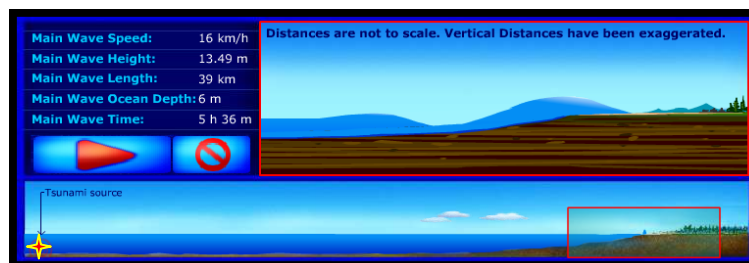 Main Wave Speed: 16 km/h
Main Wave Height: 13.49 m
Main Wave Length: 39 km
Main Wave Ocean Depth: 6 m
Main Wave Time: 5 h 36 m
Distances are not to scale. Vertical Distances have been exaggerated.
Tsunami source